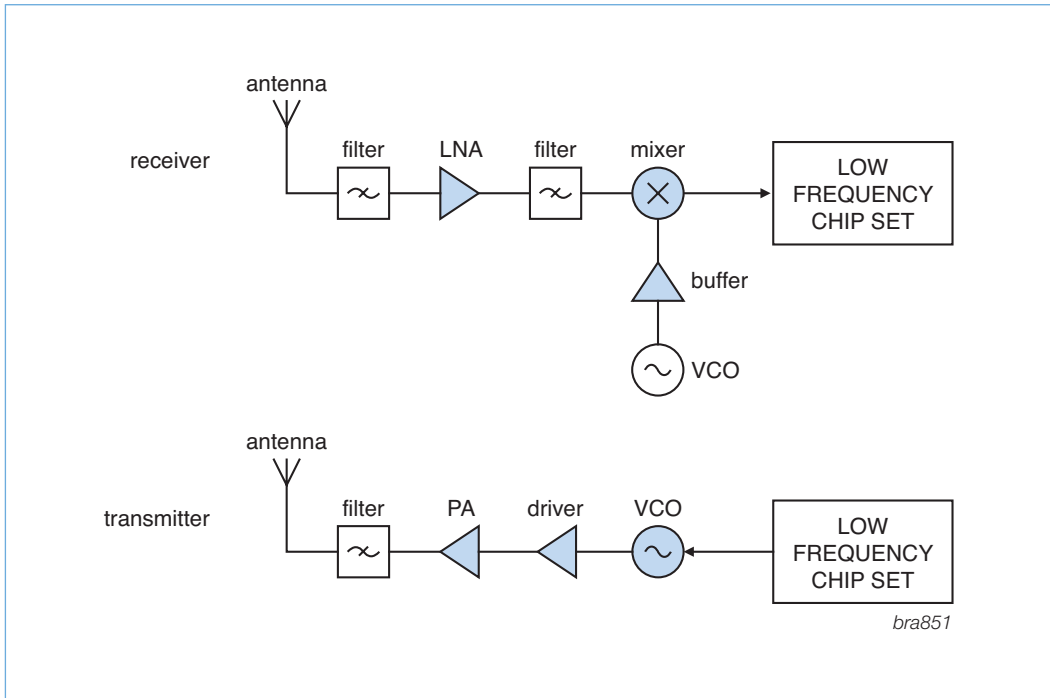 antenna
receiver
filter
LNA
filter
mixer
LOW
FREQUENCY
CHIP SET
buffer
VCO
antenna
transmitter
filter
PA
driver
VCO
LOW
FREQUENCY
CHIP SET
bra851